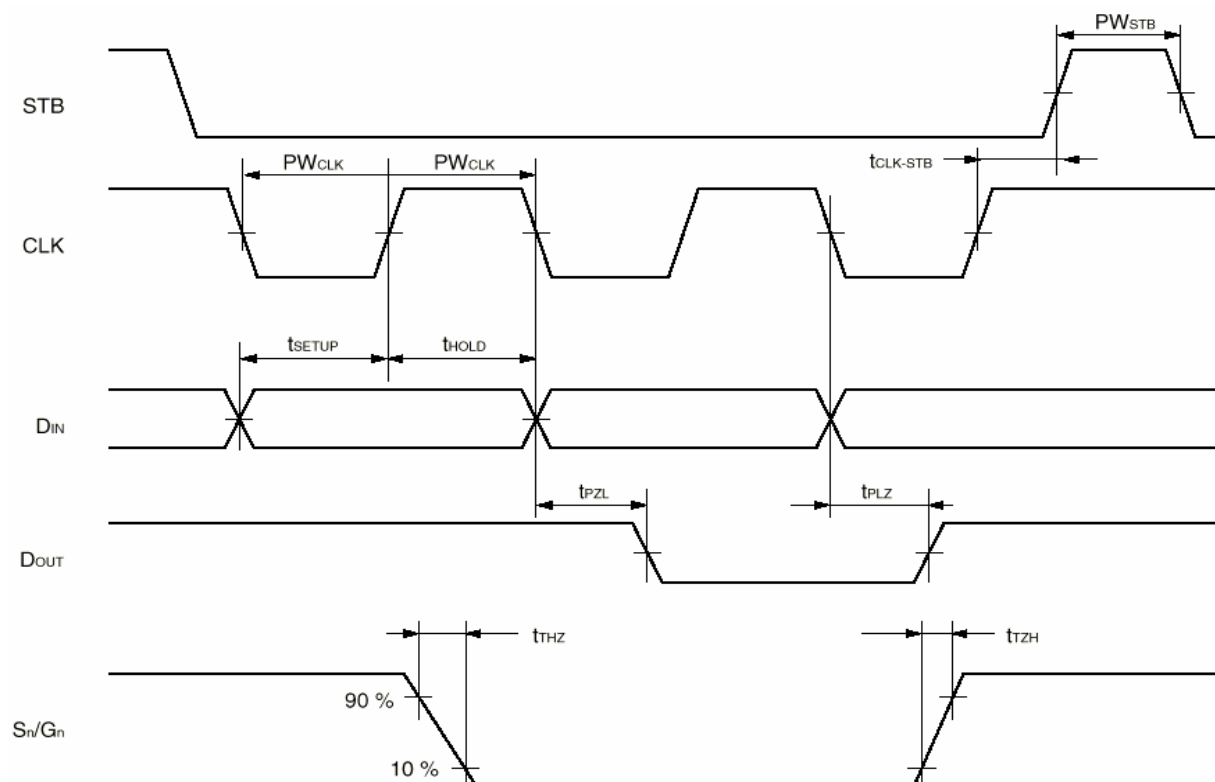 PWSTB
STB
tCLK-STB
PWCLK PWCLK
CLK
tSETUP tHOLD
DIN
tPZL tPLZ
DOUT
tTHZ tTZH
90 %
Sn/Gn
10 %